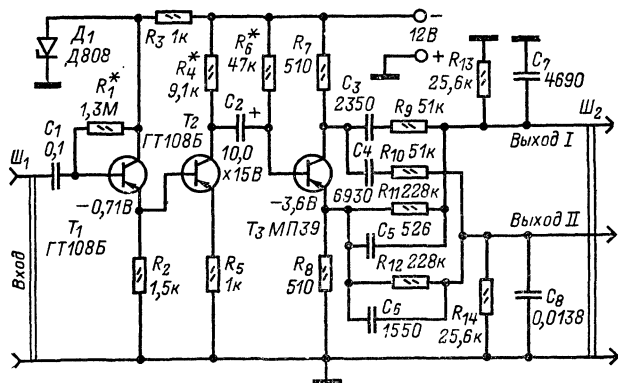 Д1
Д808
R3 1к
R4*
9,1к
R6*
47к
R7
510
−
12В
+
R13
25,6к
C7
4690
R1*
1,3М
C1
0,1
Ш1
T2
ГТ108Б
C2 +
10,0
х15В
C3
2350
R9 51к
Ш2
Выход I
C4
6930
R10 51к
−0,71В
T1
ГТ108Б
−3,6В
T3 МП39
R11 228к
C5 526
Выход II
Вход
R2
1,5к
R5
1к
R8
510
R12 228к
C6
1550
R14
25,6к
C8
0,0138